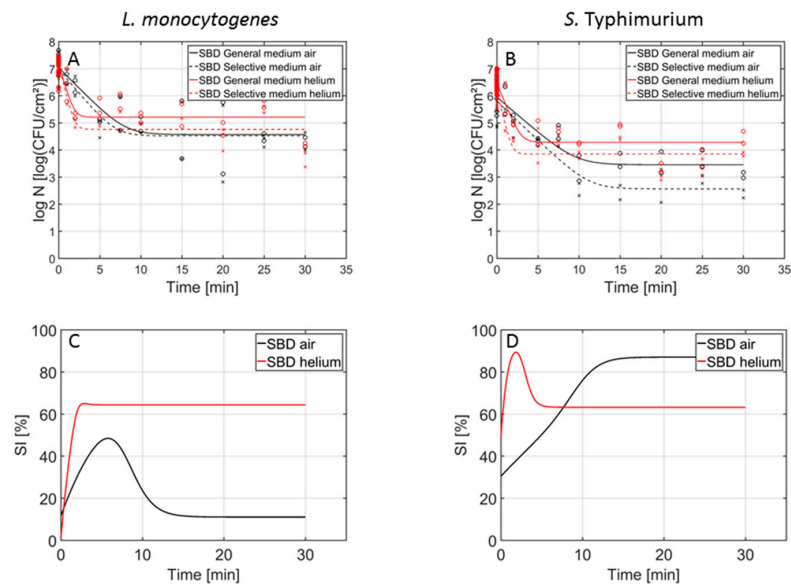 L. monocytogenes
S. Typhimurium
A
SBD General medium air
SBD Selective medium air
SBD General medium helium
SBD Selective medium helium
log N [log(CFU/cm²)]
8
7
6
5
4
3
2
1
0
0 5 10 15 20 25 30 35
Time [min]
B
SBD General medium air
SBD Selective medium air
SBD General medium helium
SBD Selective medium helium
log N [log(CFU/cm²)]
8
7
6
5
4
3
2
1
0
0 5 10 15 20 25 30 35
Time [min]
C
SBD air
SBD helium
SI [%]
100
80
60
40
20
0
0 10 20 30
Time [min]
D
SBD air
SBD helium
SI [%]
100
80
60
40
20
0
0 10 20 30
Time [min]